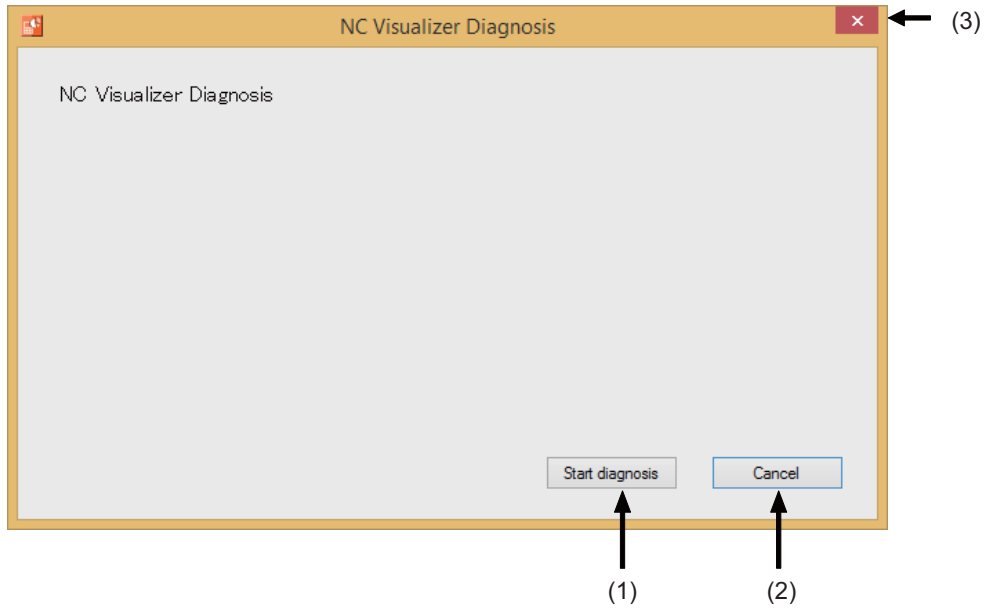 NC Visualizer Diagnosis
(3)
NC Visualizer Diagnosis
Start diagnosis
Cancel
(1)
(2)